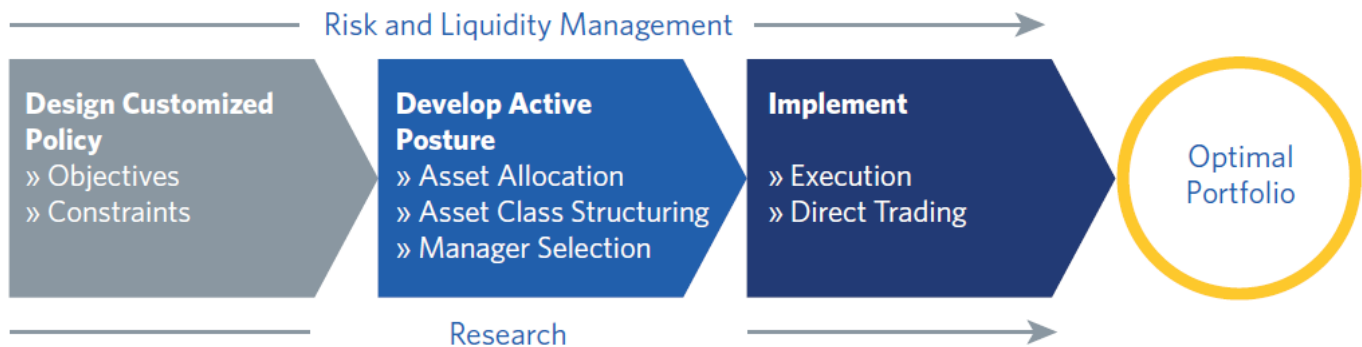 Risk and Liquidity Management
Design Customized
Policy
» Objectives
» Constraints
Develop Active
Posture
» Asset Allocation
» Asset Class Structuring
» Manager Selection
Implement
» Execution
» Direct Trading
Optimal
Portfolio
Research